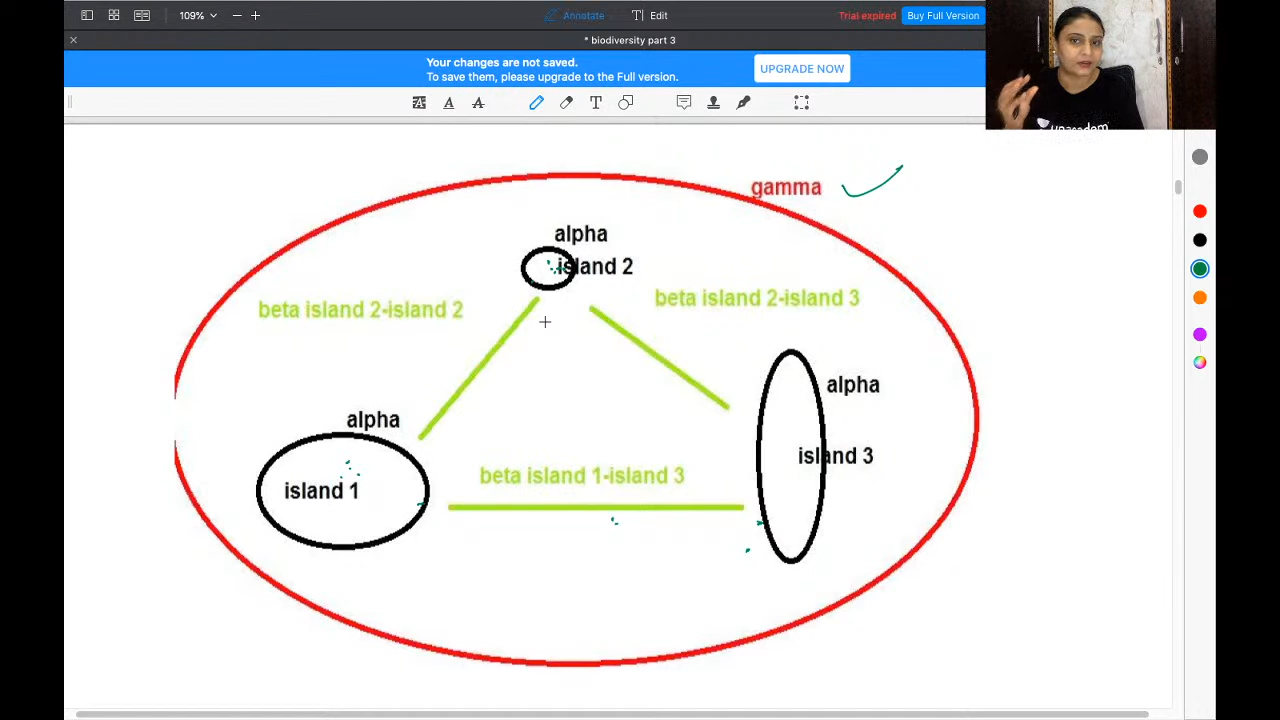 109%
Annotate
T| Edit
Trial expired
Buy Full Version
* biodiversity part 3
Your changes are not saved.
To save them, please upgrade to the Full version.
UPGRADE NOW
gamma
alpha
island 2
beta island 2-island 2
beta island 2-island 3
alpha
alpha
island 3
beta island 1-island 3
island 1